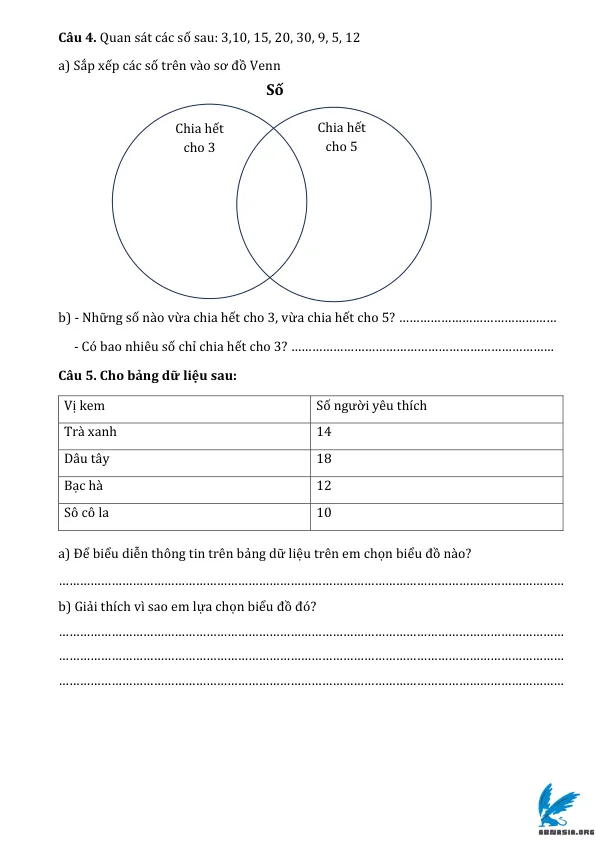 Câu 4. Quan sát các số sau: 3,10, 15, 20, 30, 9, 5, 12
a) Sắp xếp các số trên vào sơ đồ Venn
Số
Chia hết
cho 3
Chia hết
cho 5
b) - Những số nào vừa chia hết cho 3, vừa chia hết cho 5? ………………………………………
- Có bao nhiêu số chỉ chia hết cho 3? …………………………………………………………………
Câu 5. Cho bảng dữ liệu sau:
Vị kem Số người yêu thích
Trà xanh 14
Dâu tây 18
Bạc hà 12
Sô cô la 10
a) Để biểu diễn thông tin trên bảng dữ liệu trên em chọn biểu đồ nào?
…………………………………………………………………………………………………………………………………
b) Giải thích vì sao em lựa chọn biểu đồ đó?
…………………………………………………………………………………………………………………………………
…………………………………………………………………………………………………………………………………
…………………………………………………………………………………………………………………………………
ABNASIA.ORG